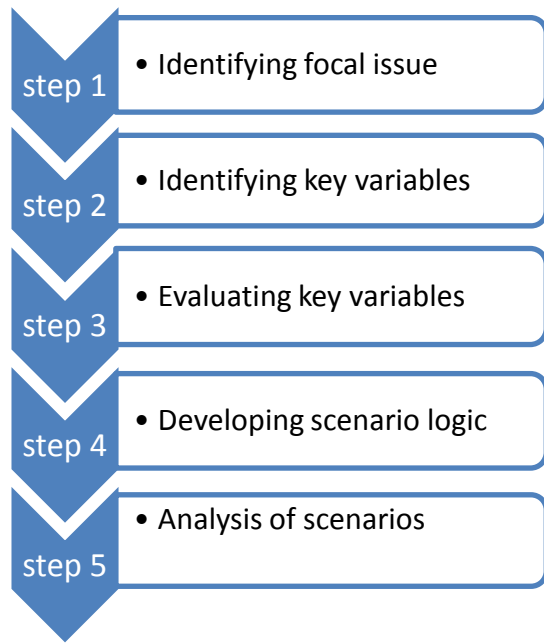 step 1
• Identifying focal issue
step 2
• Identifying key variables
step 3
• Evaluating key variables
step 4
• Developing scenario logic
step 5
• Analysis of scenarios